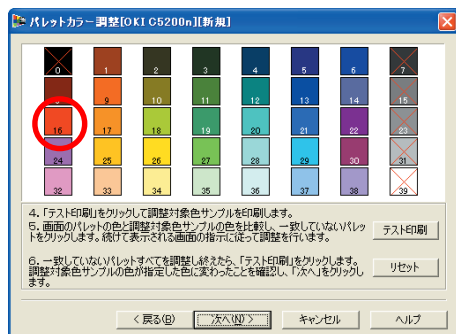 パレットカラー調整[OKI C5200n][新規]
0 1 2 3 4 5 6 7
8 9 10 11 12 13 14 15
16 17 18 19 20 21 22 23
24 25 26 27 28 29 30 31
32 33 34 35 36 37 38 39
4.「テスト印刷」をクリックして調整対象色サンプルを印刷します。
5. 画面のパレットの色と調整対象色サンプルの色を比較し、一致していないパレッ
トをクリックします。続けて表示される画面の指示に従って調整を行います。
テスト印刷
6. 一致していないパレットすべてを調整し終えたら、「テスト印刷」をクリックします。
調整対象色サンプルの色が指定した色に変わったことを確認し、「次へ」をクリックし
ます。
リセット
< 戻る(B) 次へ(N) > キャンセル ヘルプ